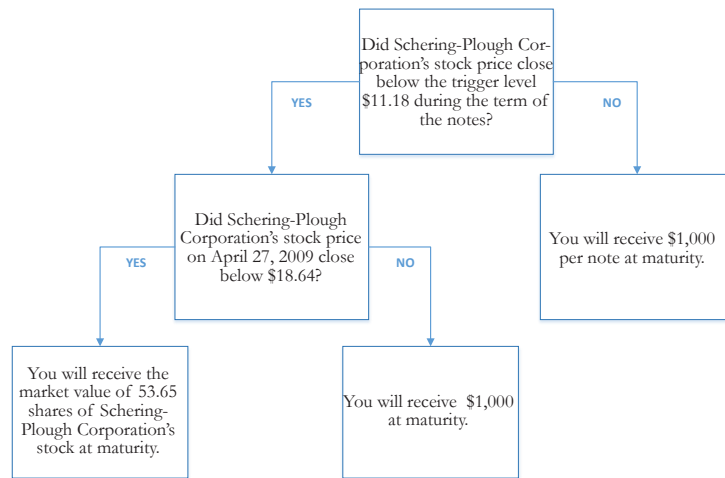 Did Schering-Plough Cor-
poration's stock price close
below the trigger level
$11.18 during the term of
the notes?
YES
NO
Did Schering-Plough
Corporation's stock price
on April 27, 2009 close
below $18.64?
You will receive $1,000
per note at maturity.
YES
NO
You will receive the
market value of 53.65
shares of Schering-
Plough Corporation's
stock at maturity.
You will receive $1,000
at maturity.